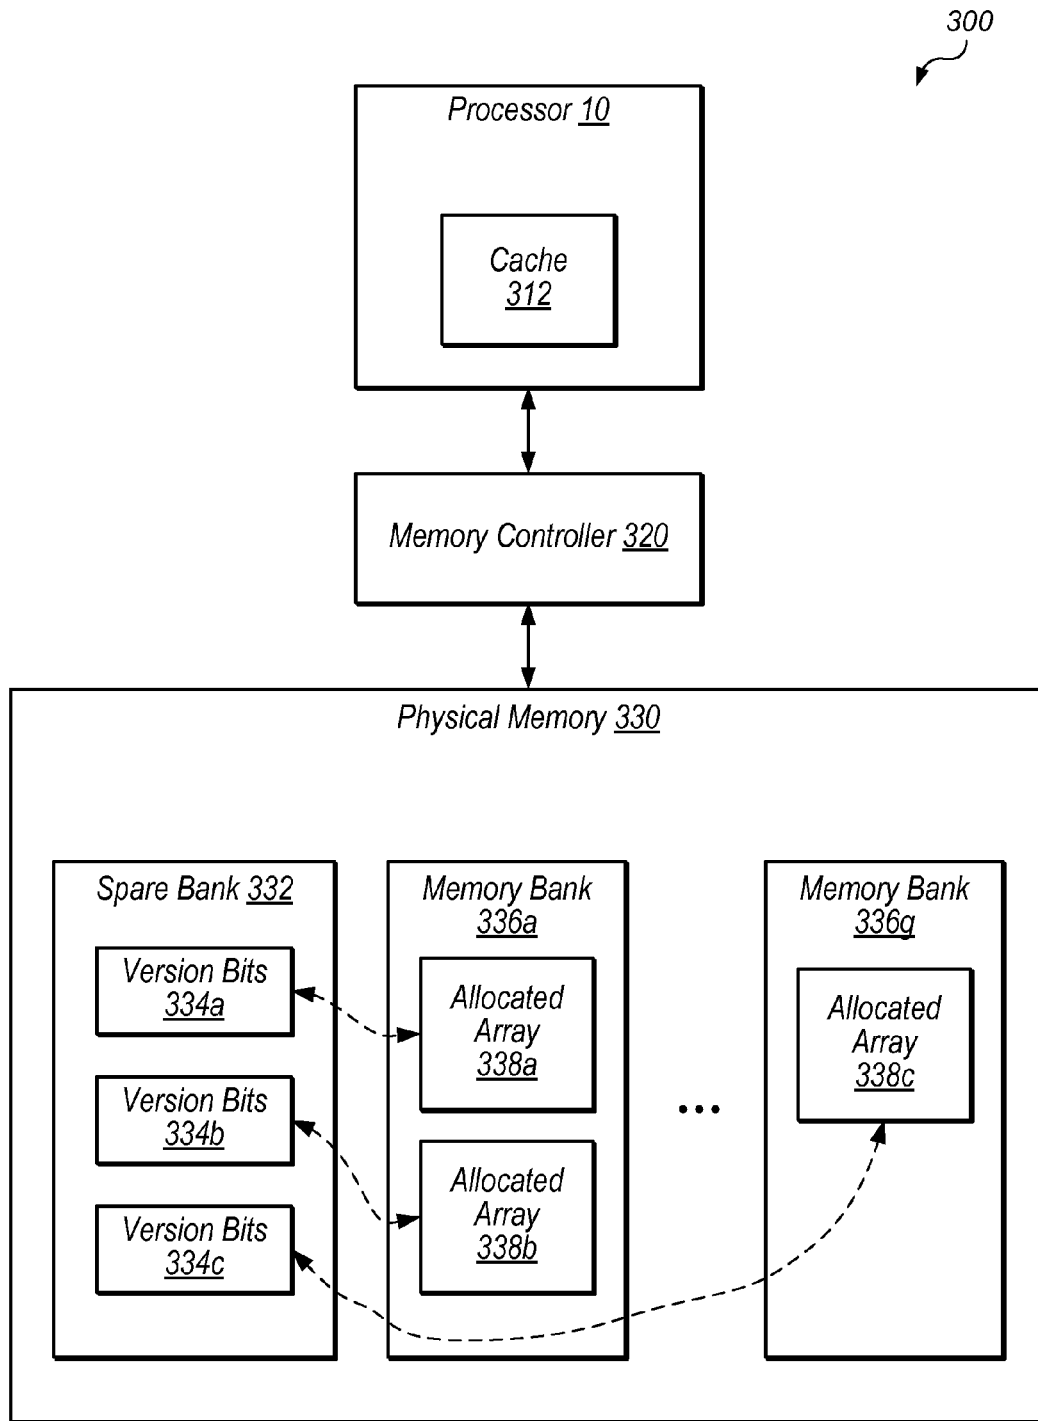 300
Processor 10
Cache
312
Memory Controller 320
Physical Memory 330
Spare Bank 332
Version Bits
334a
Version Bits
334b
Version Bits
334c
Memory Bank
336a
Allocated
Array
338a
Allocated
Array
338b
...
Memory Bank
336g
Allocated
Array
338c